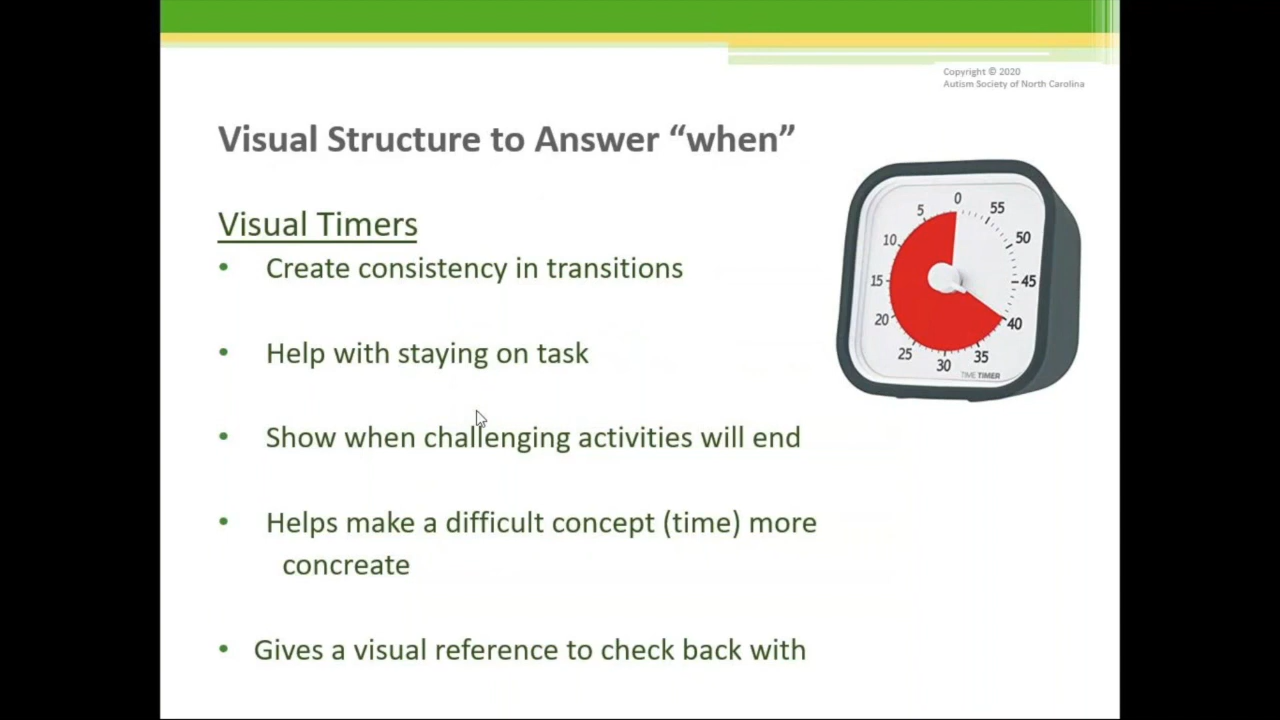 Copyright © 2020
Autism Society of North Carolina
Visual Structure to Answer “when”
Visual Timers
• Create consistency in transitions
• Help with staying on task
• Show when challenging activities will end
• Helps make a difficult concept (time) more
concreate
• Gives a visual reference to check back with
0
5
55
10
50
15
45
20
40
25
35
30
TIME TIMER